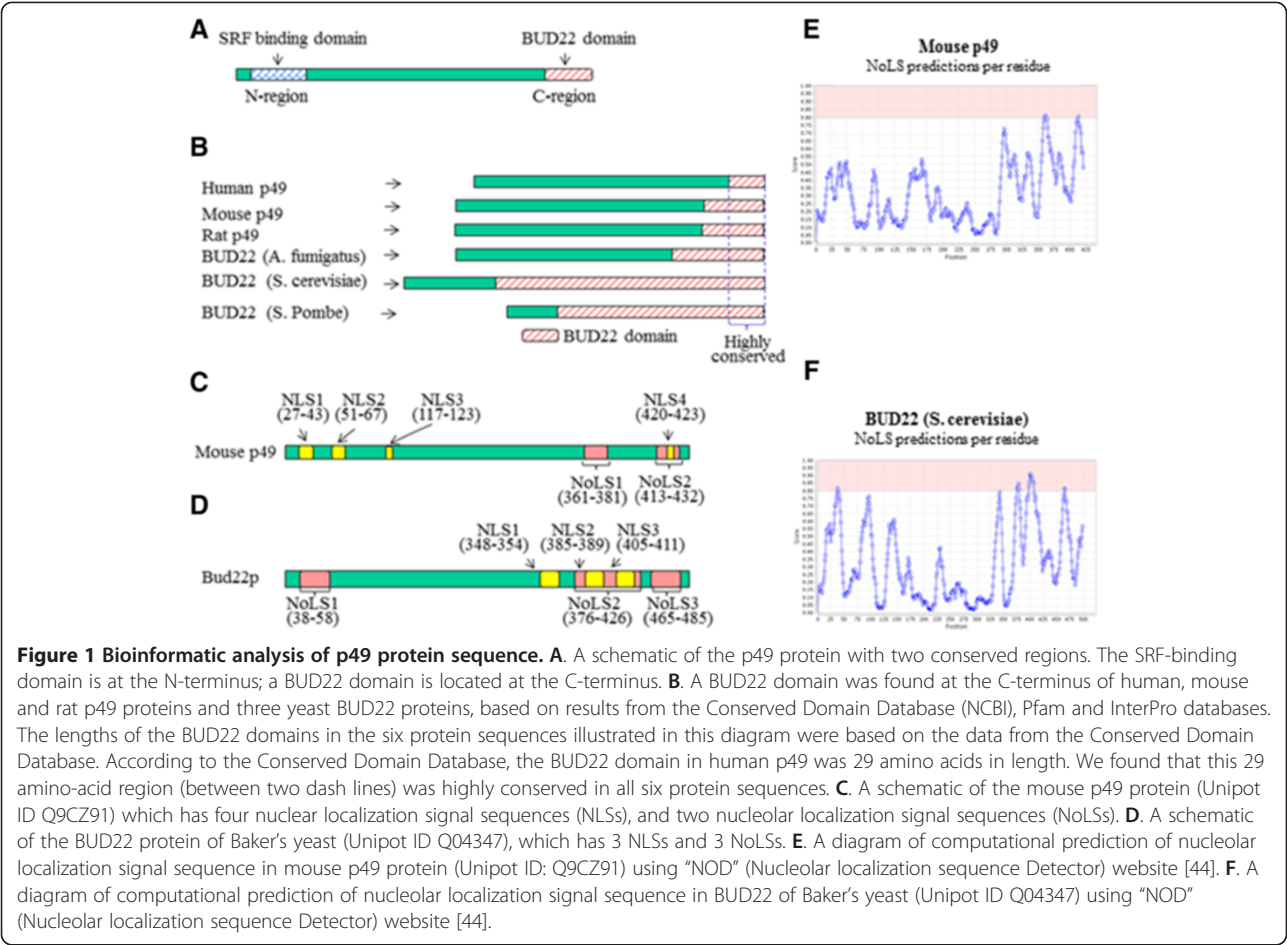 A
SRF binding domain
BUD22 domain
N-region
C-region
B
Human p49
Mouse p49
Rat p49
BUD22 (A. fumigatus)
BUD22 (S. cerevisiae)
BUD22 (S. Pombe)
BUD22 domain
Highly
conserved
C
NLS1
(27-43)
NLS2
(51-67)
NLS3
(117-123)
NLS4
(420-423)
Mouse p49
NoLS1
(361-381)
NoLS2
(413-432)
D
NLS1
(348-354)
NLS2
(385-389)
NLS3
(405-411)
Bud22p
NoLS1
(38-58)
NoLS2
(376-426)
NoLS3
(465-485)
E
Mouse p49
NoLS predictions per residue
Score
Position
F
BUD22 (S. cerevisiae)
NoLS predictions per residue
Score
Position
Figure 1 Bioinformatic analysis of p49 protein sequence. A. A schematic of the p49 protein with two conserved regions. The SRF-binding
domain is at the N-terminus; a BUD22 domain is located at the C-terminus. B. A BUD22 domain was found at the C-terminus of human, mouse
and rat p49 proteins and three yeast BUD22 proteins, based on results from the Conserved Domain Database (NCBI), Pfam and InterPro databases.
The lengths of the BUD22 domains in the six protein sequences illustrated in this diagram were based on the data from the Conserved Domain
Database. According to the Conserved Domain Database, the BUD22 domain in human p49 was 29 amino acids in length. We found that this 29
amino-acid region (between two dash lines) was highly conserved in all six protein sequences. C. A schematic of the mouse p49 protein (Unipot
ID Q9CZ91) which has four nuclear localization signal sequences (NLSs), and two nucleolar localization signal sequences (NoLSs). D. A schematic
of the BUD22 protein of Baker's yeast (Unipot ID Q04347), which has 3 NLSs and 3 NoLSs. E. A diagram of computational prediction of nucleolar
localization signal sequence in mouse p49 protein (Unipot ID: Q9CZ91) using "NOD" (Nucleolar localization sequence Detector) website [44]. F. A
diagram of computational prediction of nucleolar localization signal sequence in BUD22 of Baker's yeast (Unipot ID Q04347) using "NOD"
(Nucleolar localization sequence Detector) website [44].